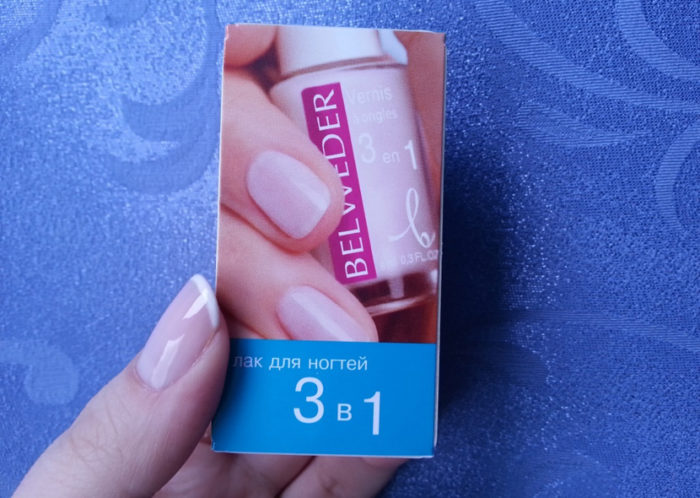 BELWEDER
Vernis
à ongles
3 en 1
b
0,3 FL.OZ
лак для ногтей
3 в 1